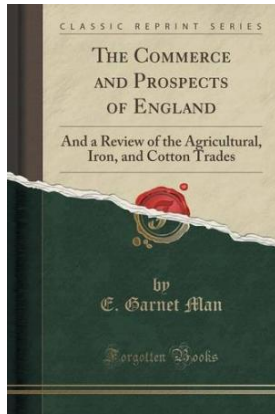 CLASSIC REPRINT SERIES
THE COMMERCE
AND PROSPECTS
OF ENGLAND
And a Review of the Agricultural,
Iron, and Cotton Trades
by
E. Garnet Man
Forgotten Books